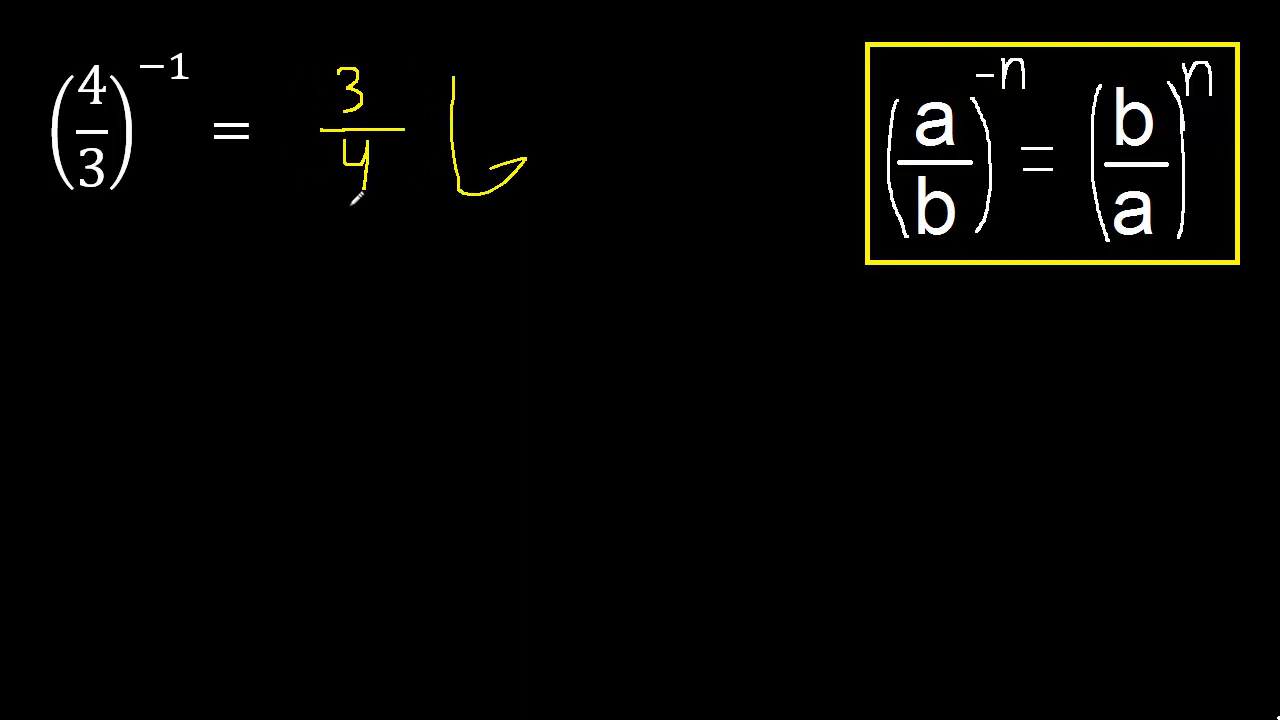 (4/3)^−1 = 3/4
(a/b)^-n = (b/a)^n